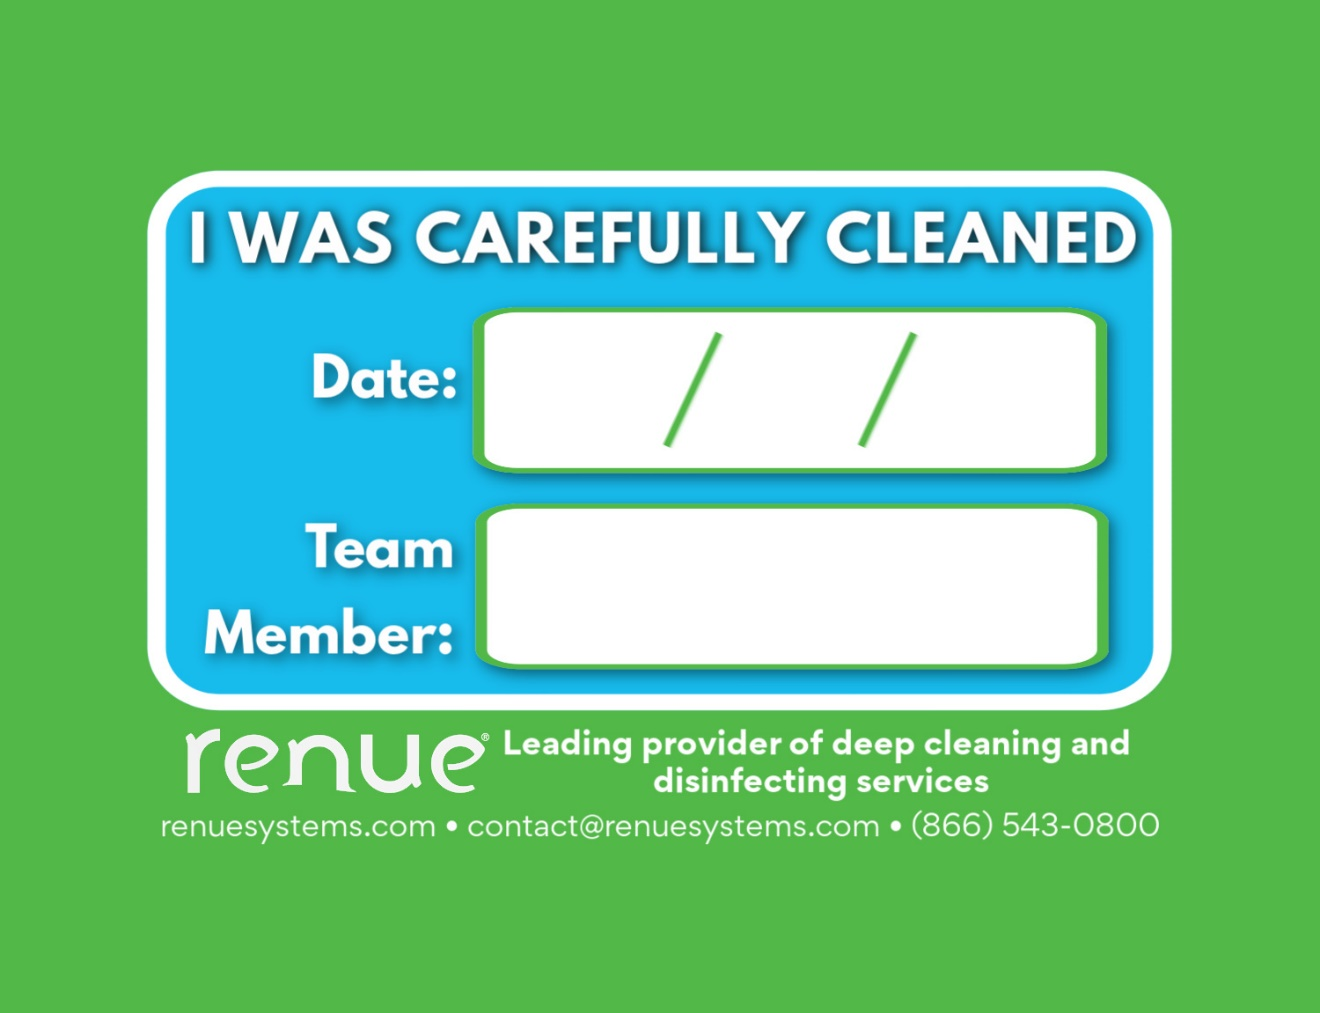 I WAS CAREFULLY CLEANED
Date: / /
Team
Member:
renue® Leading provider of deep cleaning and
disinfecting services
renuesystems.com • contact@renuesystems.com • (866) 543-0800